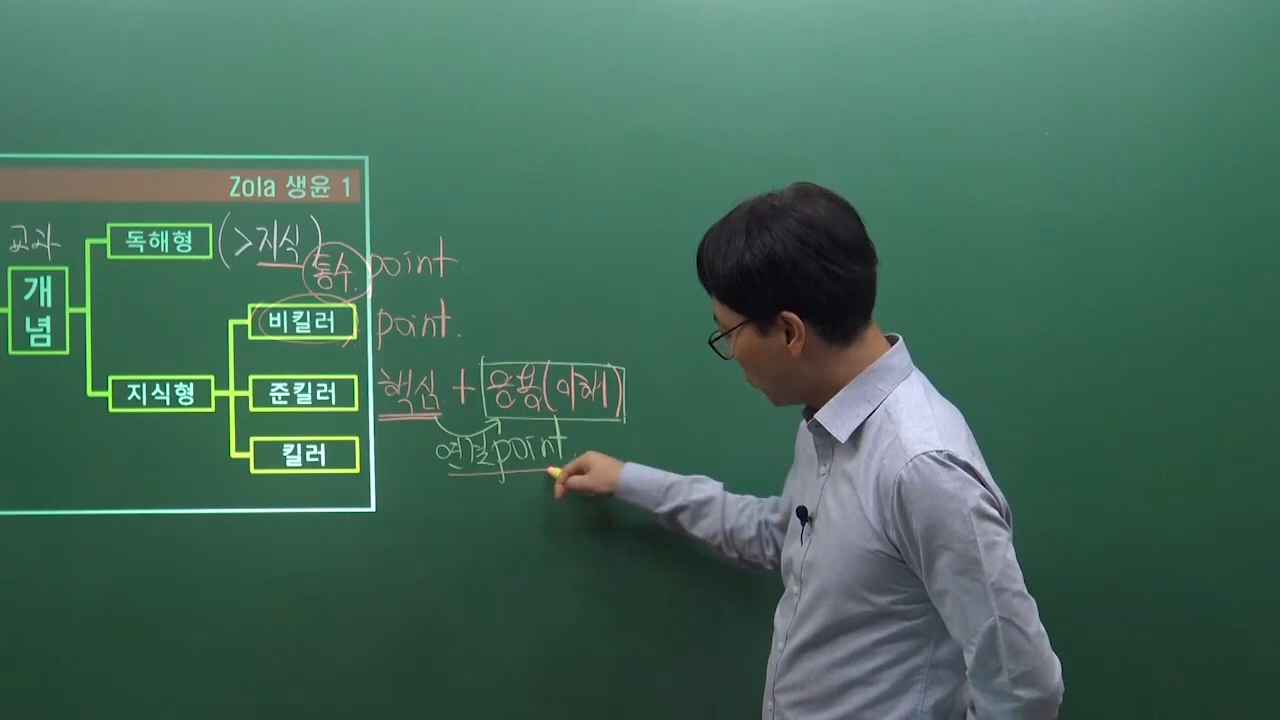 Zola 생윤 1
교과
독해형 (>지식)
통수 point
개념
비킬러 point.
지식형
준킬러 핵심 + 응용(이해)
킬러
연결point